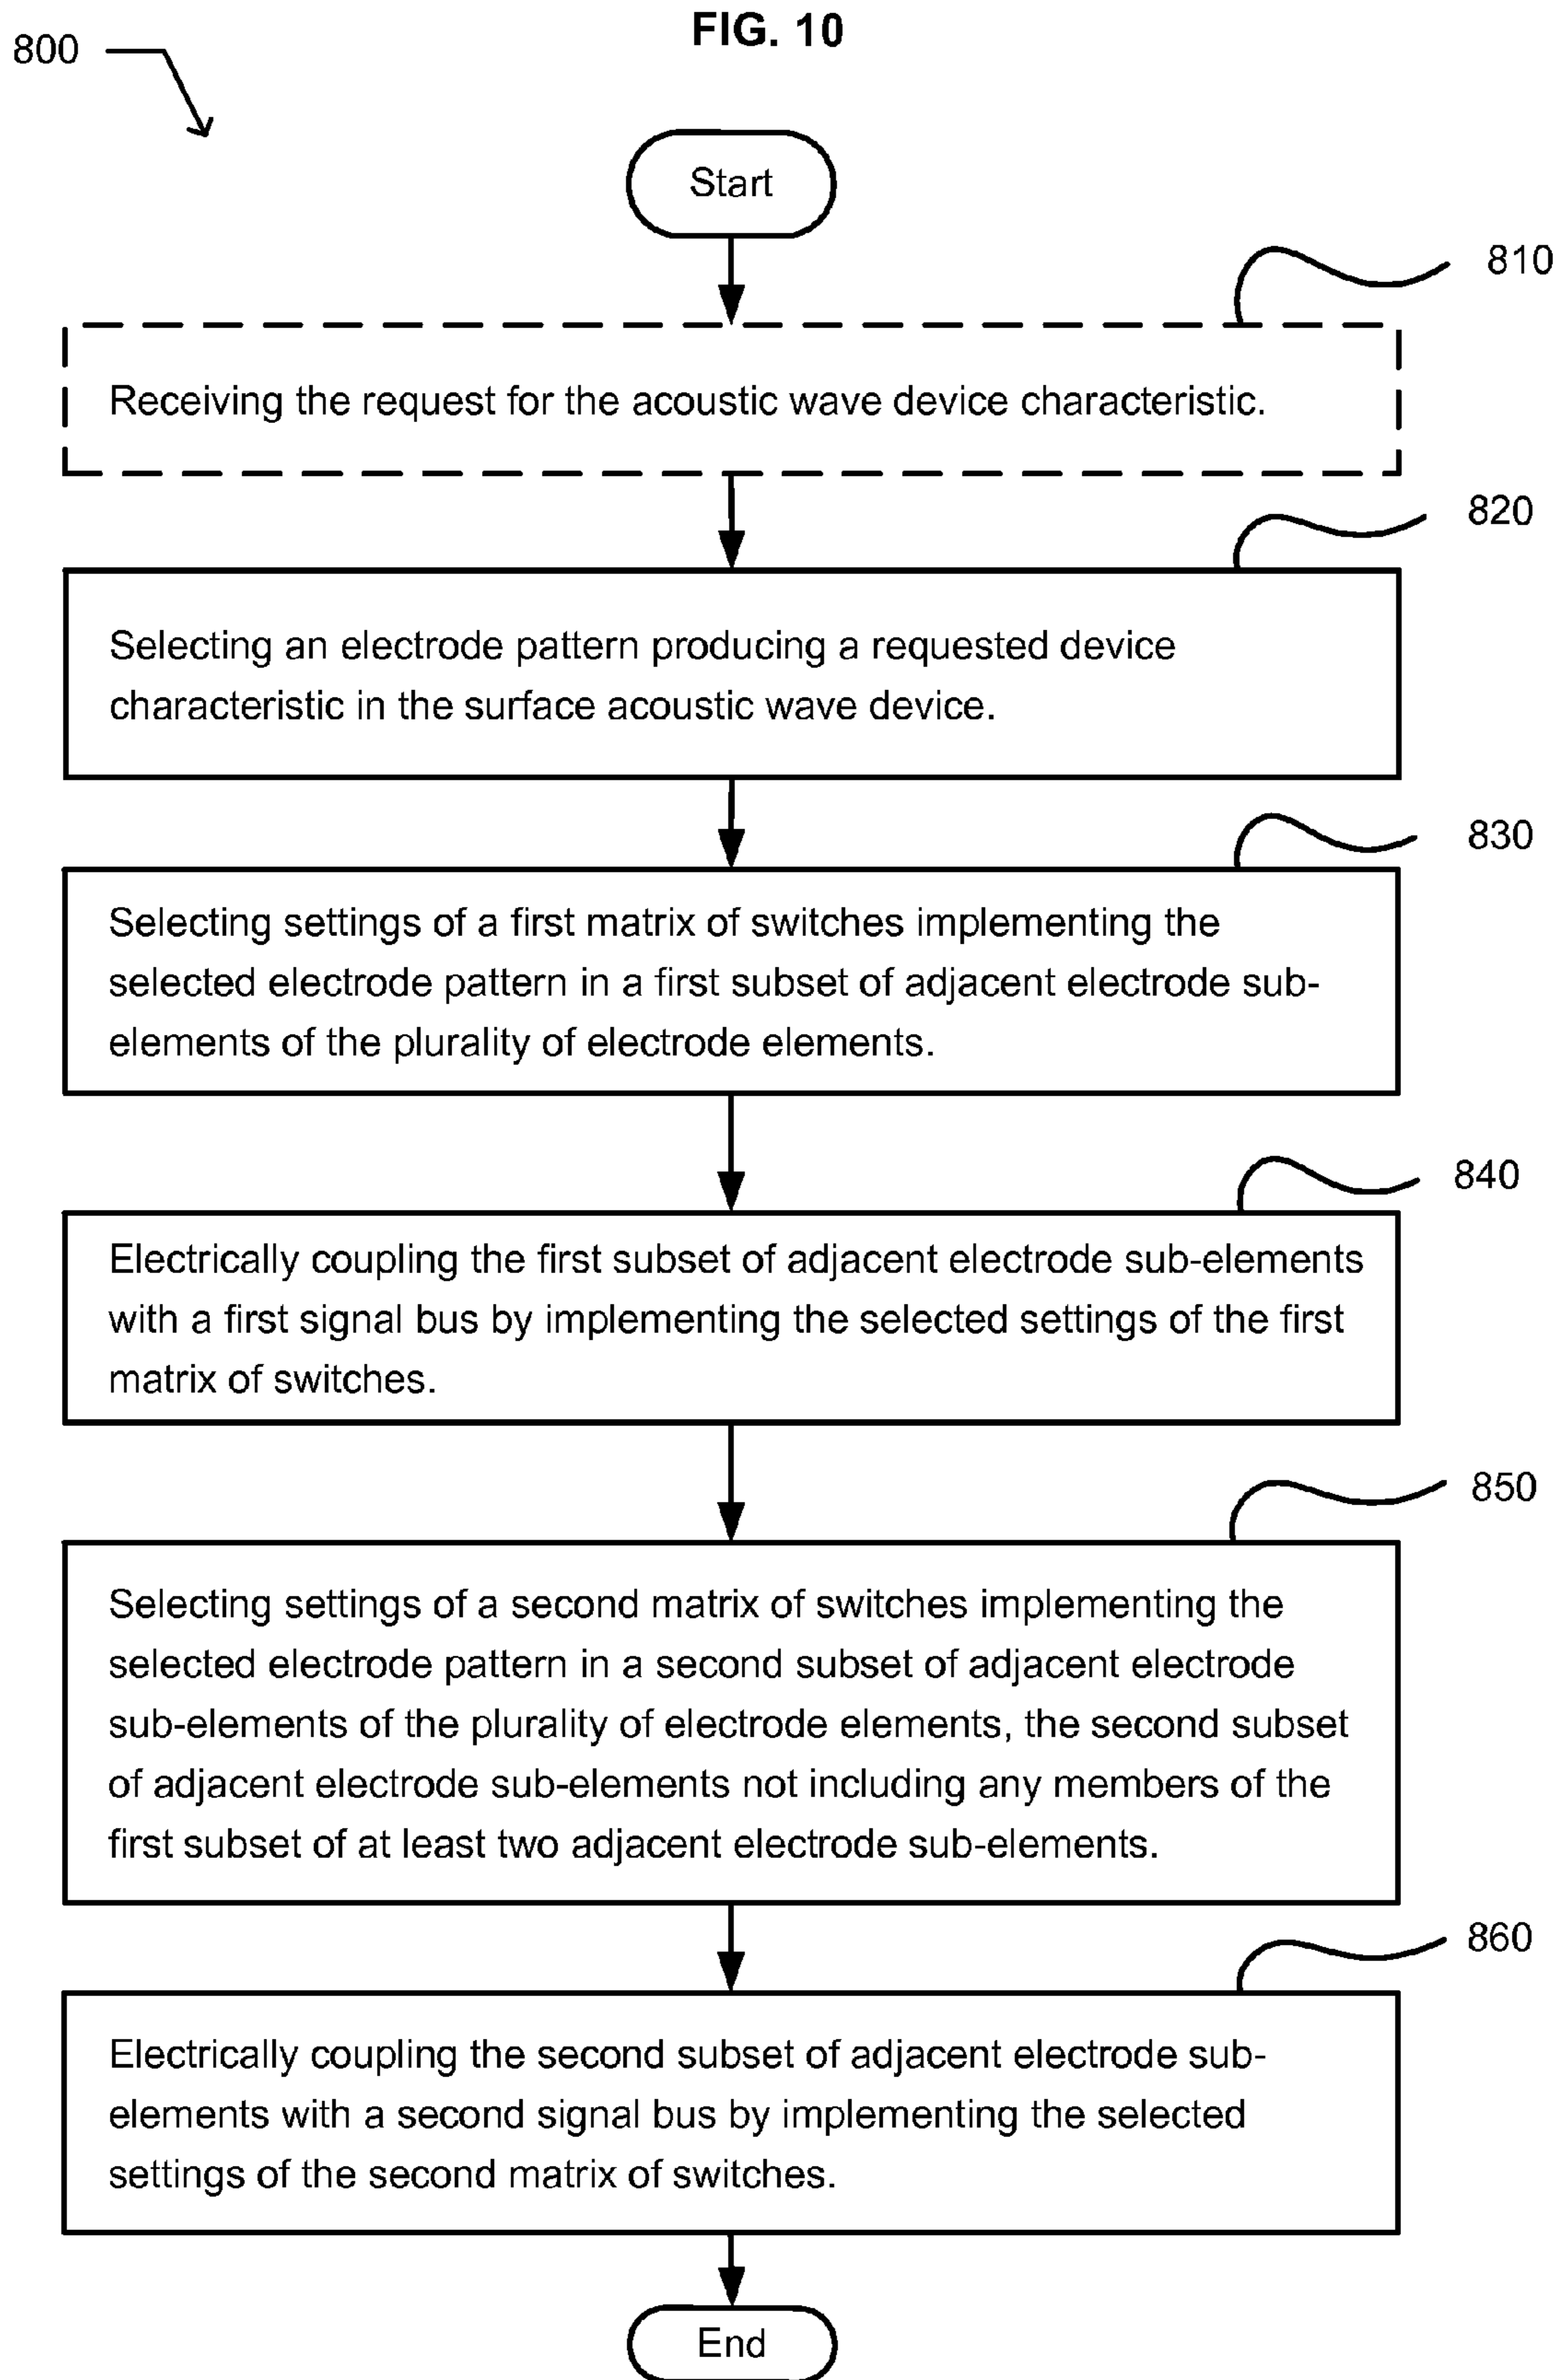 FIG. 10
800
Start
810
Receiving the request for the acoustic wave device characteristic.
820
Selecting an electrode pattern producing a requested device
characteristic in the surface acoustic wave device.
830
Selecting settings of a first matrix of switches implementing the
selected electrode pattern in a first subset of adjacent electrode sub-
elements of the plurality of electrode elements.
840
Electrically coupling the first subset of adjacent electrode sub-elements
with a first signal bus by implementing the selected settings of the first
matrix of switches.
850
Selecting settings of a second matrix of switches implementing the
selected electrode pattern in a second subset of adjacent electrode
sub-elements of the plurality of electrode elements, the second subset
of adjacent electrode sub-elements not including any members of the
first subset of at least two adjacent electrode sub-elements.
860
Electrically coupling the second subset of adjacent electrode sub-
elements with a second signal bus by implementing the selected
settings of the second matrix of switches.
End